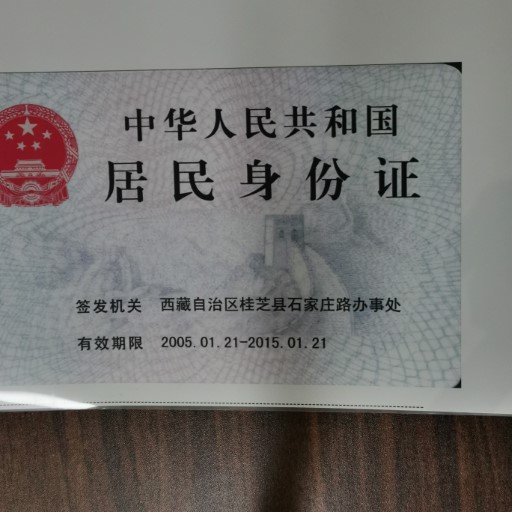 中华人民共和国
居民身份证
签发机关 西藏自治区桂芝县石家庄路办事处
有效期限 2005.01.21-2015.01.21